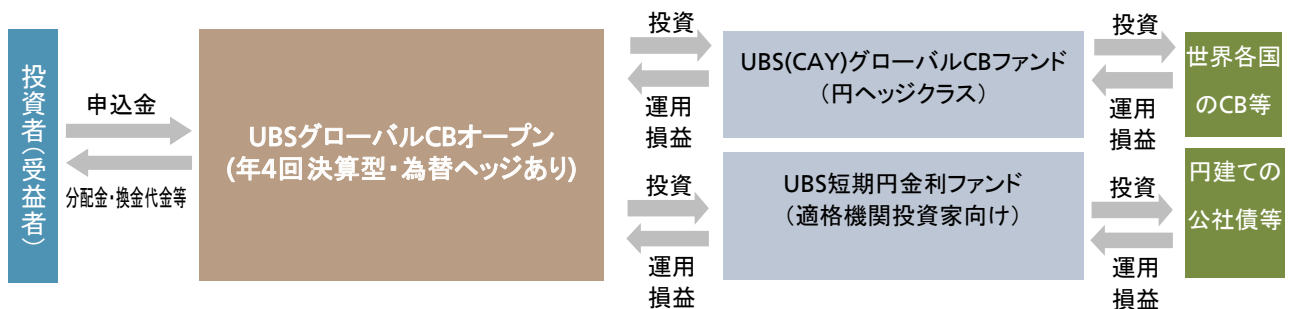 投資者（受益者）
申込金
分配金・換金代金等
UBSグローバルCBオープン
(年4回決算型・為替ヘッジあり)
投資
運用
損益
UBS(CAY)グローバルCBファンド
（円ヘッジクラス）
投資
運用
損益
世界各国
のCB等
投資
運用
損益
UBS短期円金利ファンド
（適格機関投資家向け）
投資
運用
損益
円建ての
公社債等